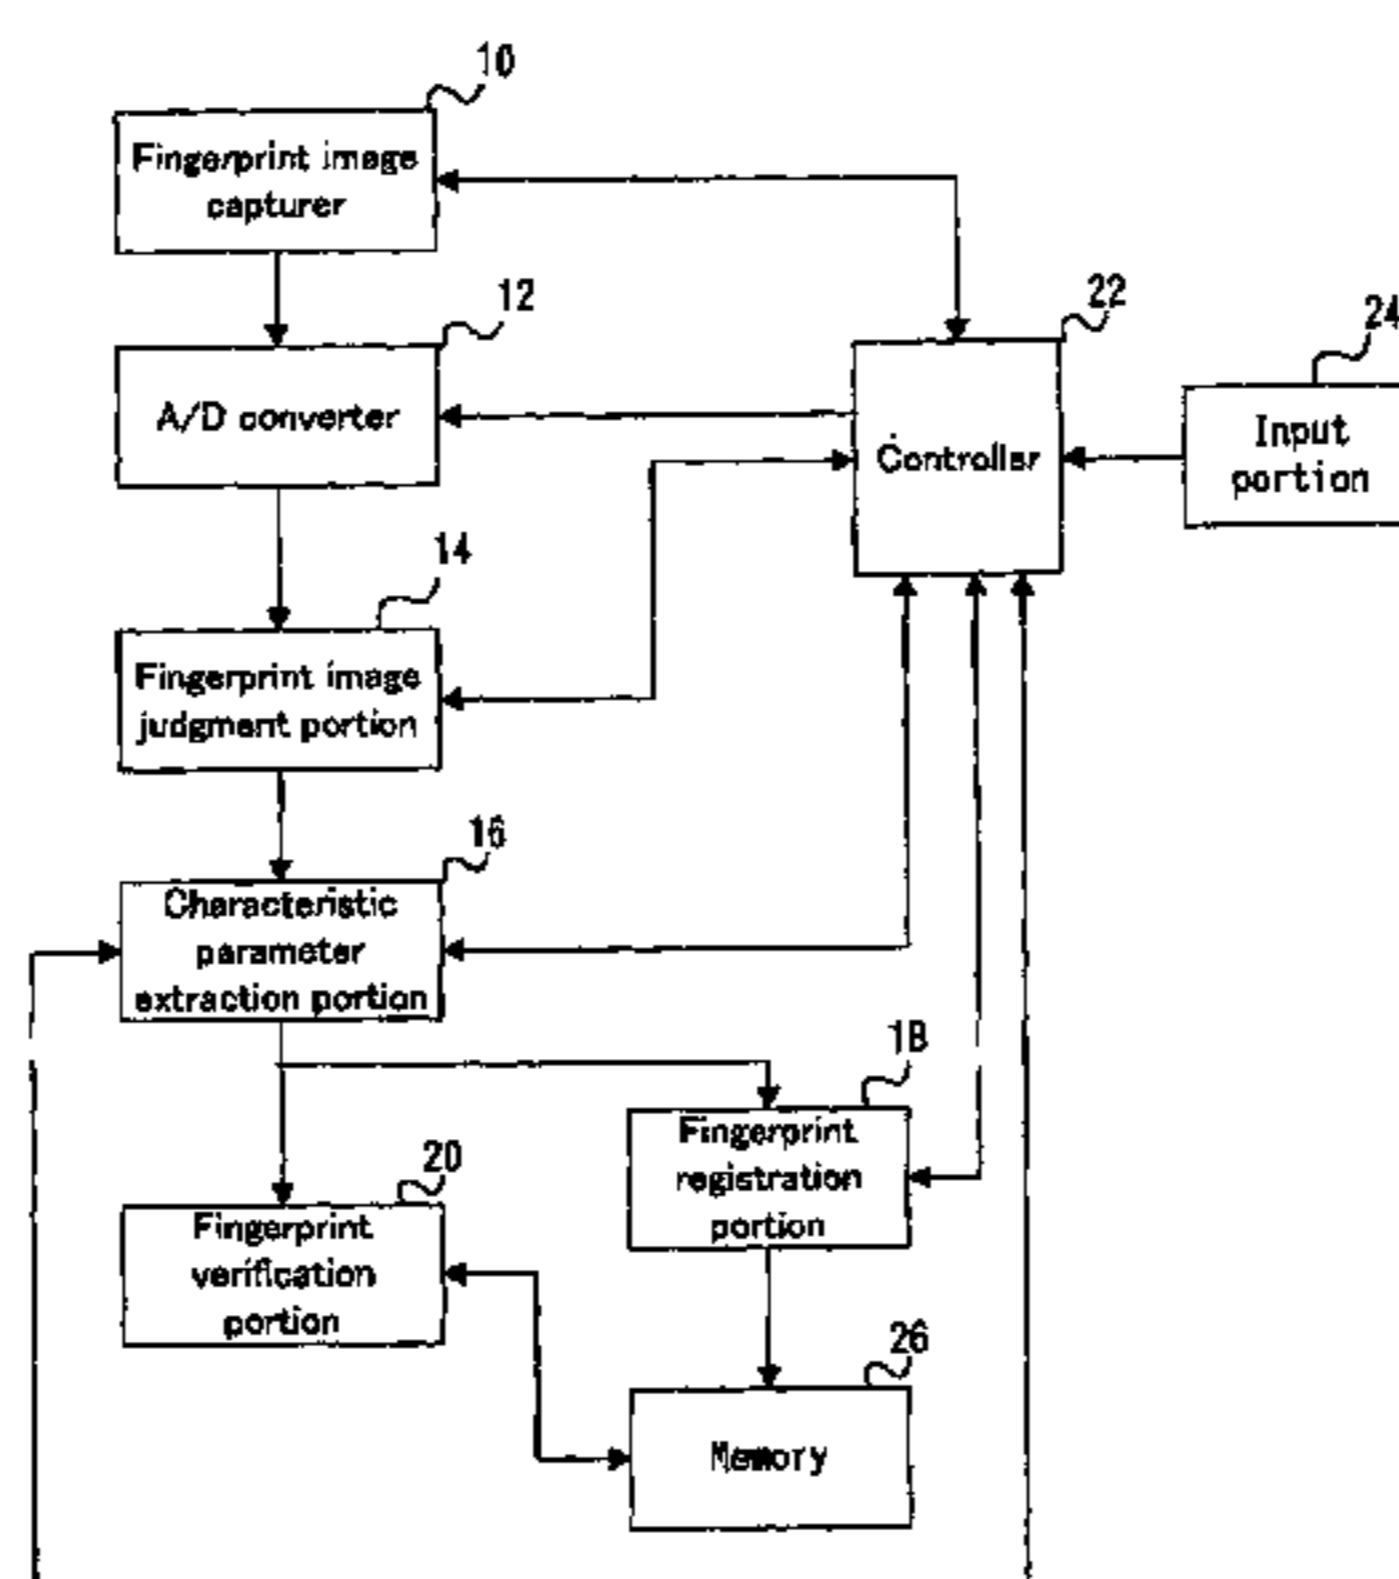 10
Fingerprint image
capturer
12
A/D converter
22
Controller
24
Input
portion
14
Fingerprint image
judgment portion
16
Characteristic
parameter
extraction portion
18
Fingerprint
registration
portion
20
Fingerprint
verification
portion
26
Memory